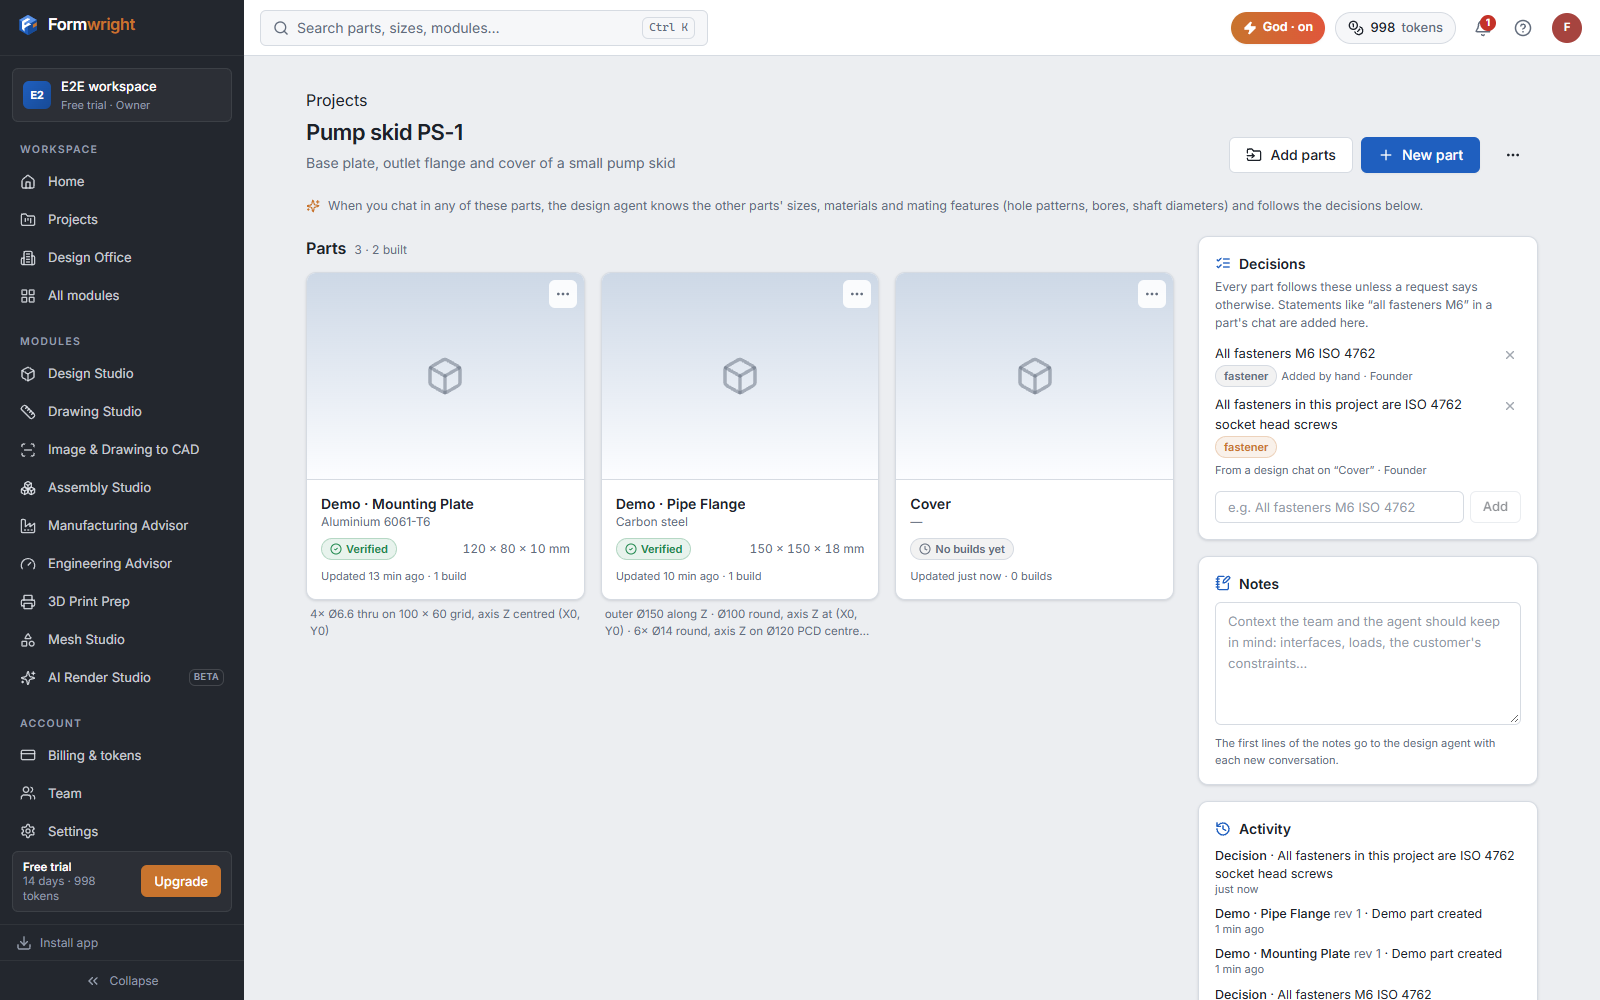 Formwright
Search parts, sizes, modules...
Ctrl K
God · on
998 tokens
1
F
E2
E2E workspace
Free trial · Owner
WORKSPACE
Home
Projects
Design Office
All modules
MODULES
Design Studio
Drawing Studio
Image & Drawing to CAD
Assembly Studio
Manufacturing Advisor
Engineering Advisor
3D Print Prep
Mesh Studio
AI Render Studio
BETA
ACCOUNT
Billing & tokens
Team
Settings
Free trial
14 days · 998
tokens
Upgrade
Install app
Collapse
Projects
Pump skid PS-1
Base plate, outlet flange and cover of a small pump skid
Add parts
New part
When you chat in any of these parts, the design agent knows the other parts' sizes, materials and mating features (hole patterns, bores, shaft diameters) and follows the decisions below.
Parts 3 · 2 built
Demo · Mounting Plate
Aluminium 6061-T6
Verified
120 × 80 × 10 mm
Updated 13 min ago · 1 build
4× Ø6.6 thru on 100 × 60 grid, axis Z centred (X0,
Y0)
Demo · Pipe Flange
Carbon steel
Verified
150 × 150 × 18 mm
Updated 10 min ago · 1 build
outer Ø150 along Z · Ø100 round, axis Z at (X0,
Y0) · 6× Ø14 round, axis Z on Ø120 PCD centre...
Cover
—
No builds yet
Updated just now · 0 builds
Decisions
Every part follows these unless a request says
otherwise. Statements like “all fasteners M6” in a
part's chat are added here.
All fasteners M6 ISO 4762
fastener Added by hand · Founder
All fasteners in this project are ISO 4762
socket head screws
fastener
From a design chat on “Cover” · Founder
e.g. All fasteners M6 ISO 4762
Add
Notes
Context the team and the agent should keep
in mind: interfaces, loads, the customer's
constraints...
The first lines of the notes go to the design agent with
each new conversation.
Activity
Decision · All fasteners in this project are ISO 4762
socket head screws
just now
Demo · Pipe Flange rev 1 · Demo part created
1 min ago
Demo · Mounting Plate rev 1 · Demo part created
1 min ago
Decision · All fasteners M6 ISO 4762